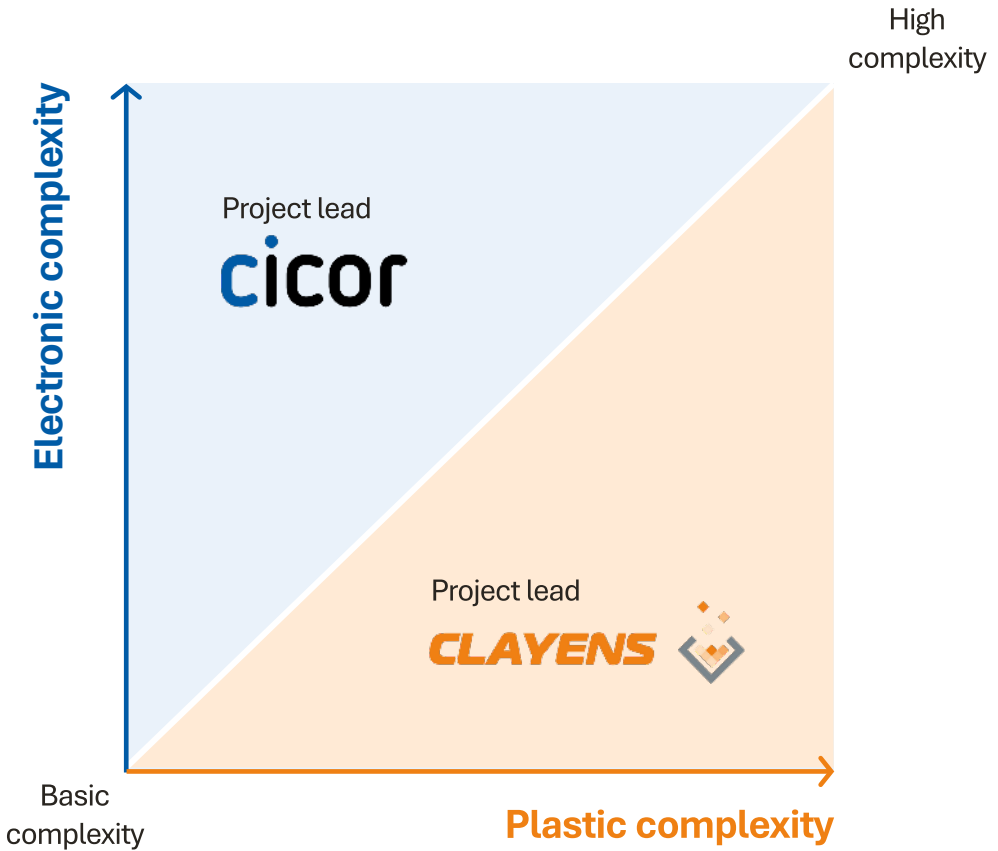 High
complexity
Electronic complexity
Project lead
cicor
Project lead
CLAYENS
Basic
complexity
Plastic complexity